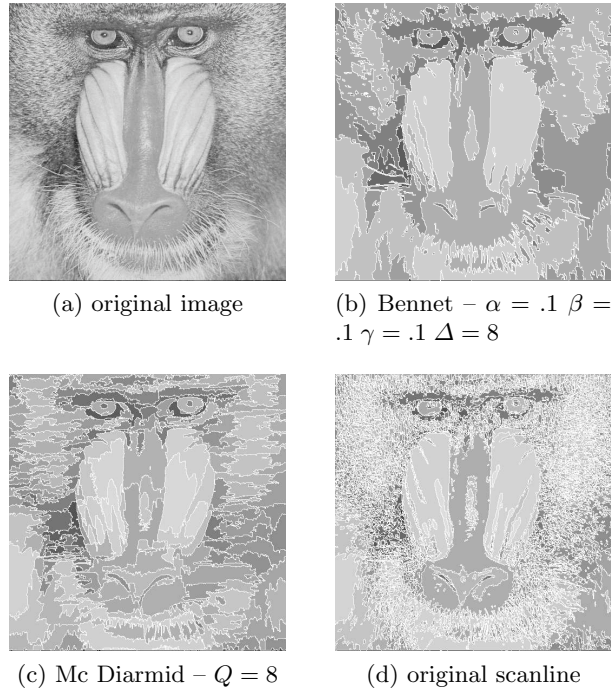 (a) original image
(b) Bennet – α = .1 β =
.1 γ = .1 Δ = 8
(c) Mc Diarmid – Q = 8
(d) original scanline